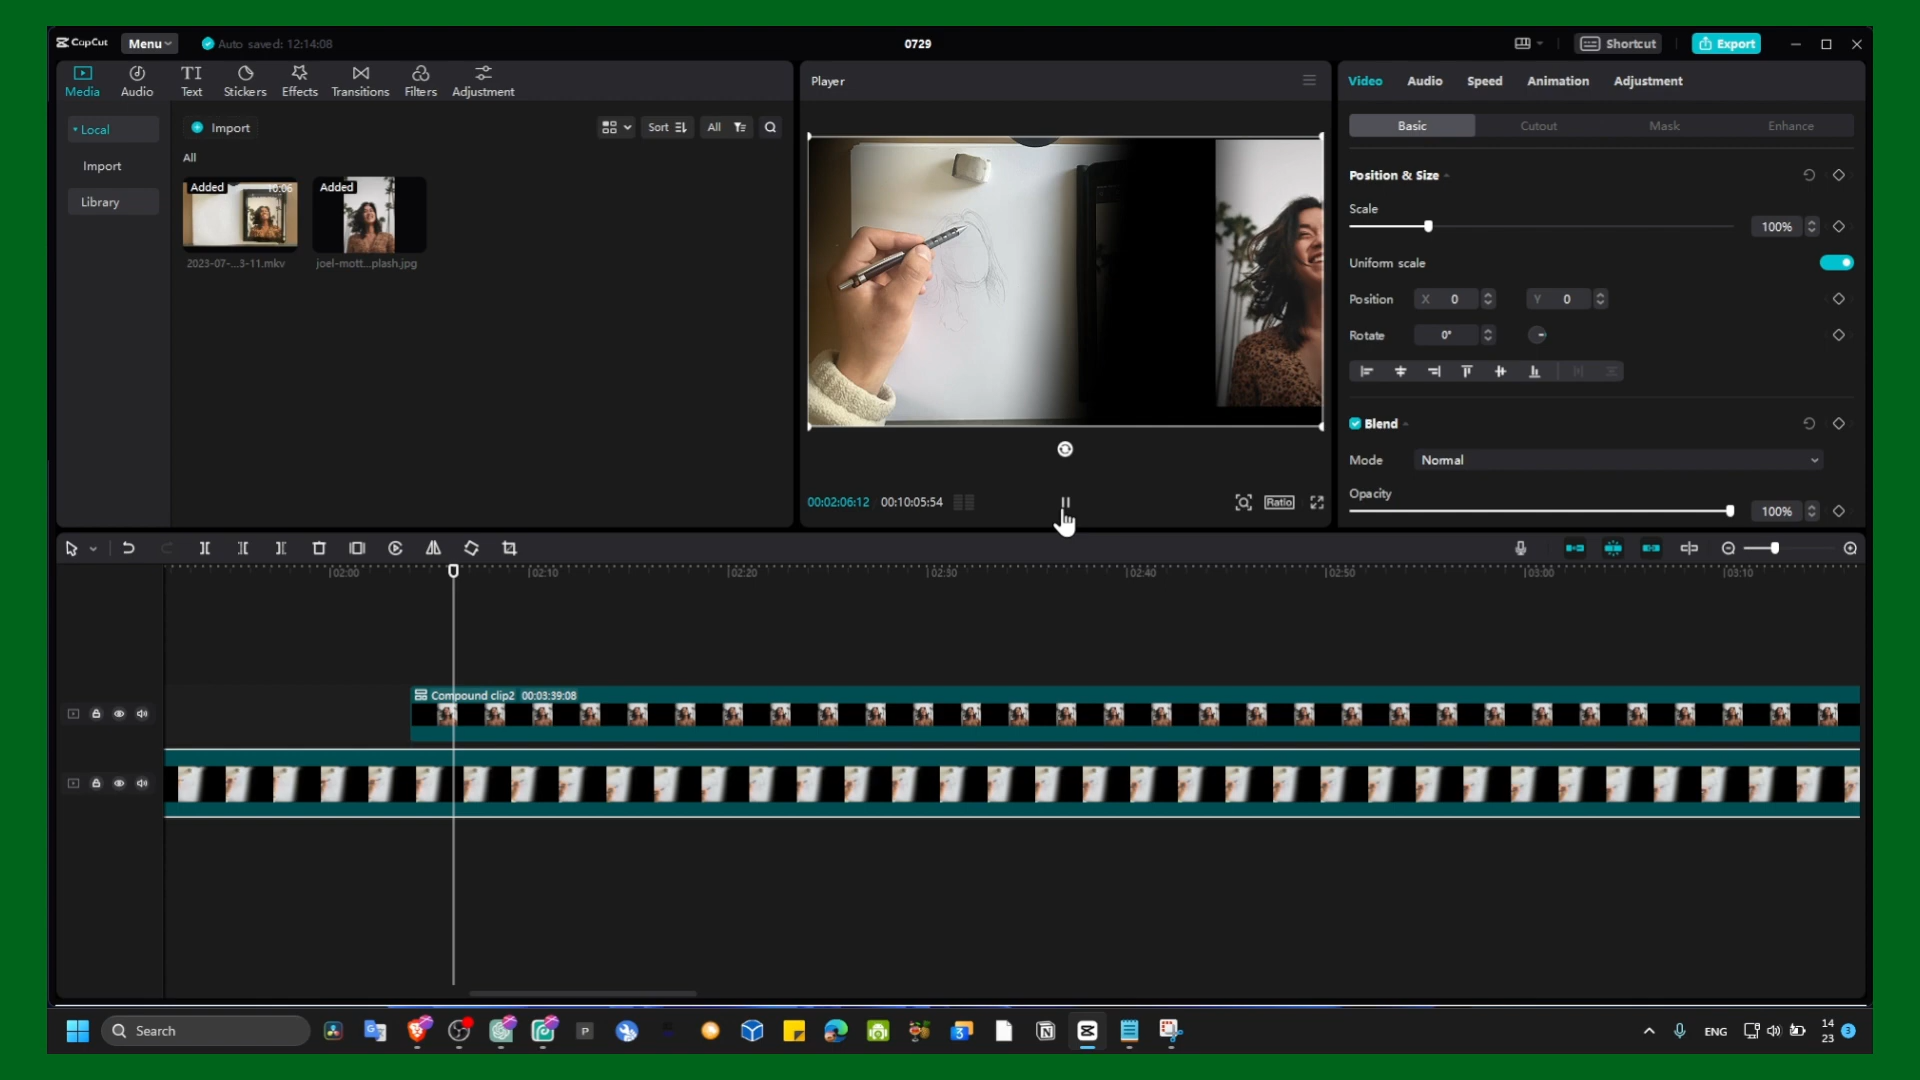 CapCut Menu Auto saved: 12:14:08 0729 Shortcut Export
Media Audio Text Stickers Effects Transitions Filters Adjustment
Player
Video Audio Speed Animation Adjustment
Local
Import
Library
Import Sort All
All
Added 10:06 Added
2023-07-...3-11.mkv joel-mott...plash.jpg
Basic Cutout Mask Enhance
Position & Size
Scale
100%
Uniform scale
Position X 0 Y 0
Rotate 0°
Blend
Mode Normal
Opacity
100%
00:02:06:12 00:10:05:54 Ratio
02:00 02:10 02:20 02:30 02:40 02:50 03:00 03:10
Compound clip2 00:03:39:08
Search
ENG
14
23
3